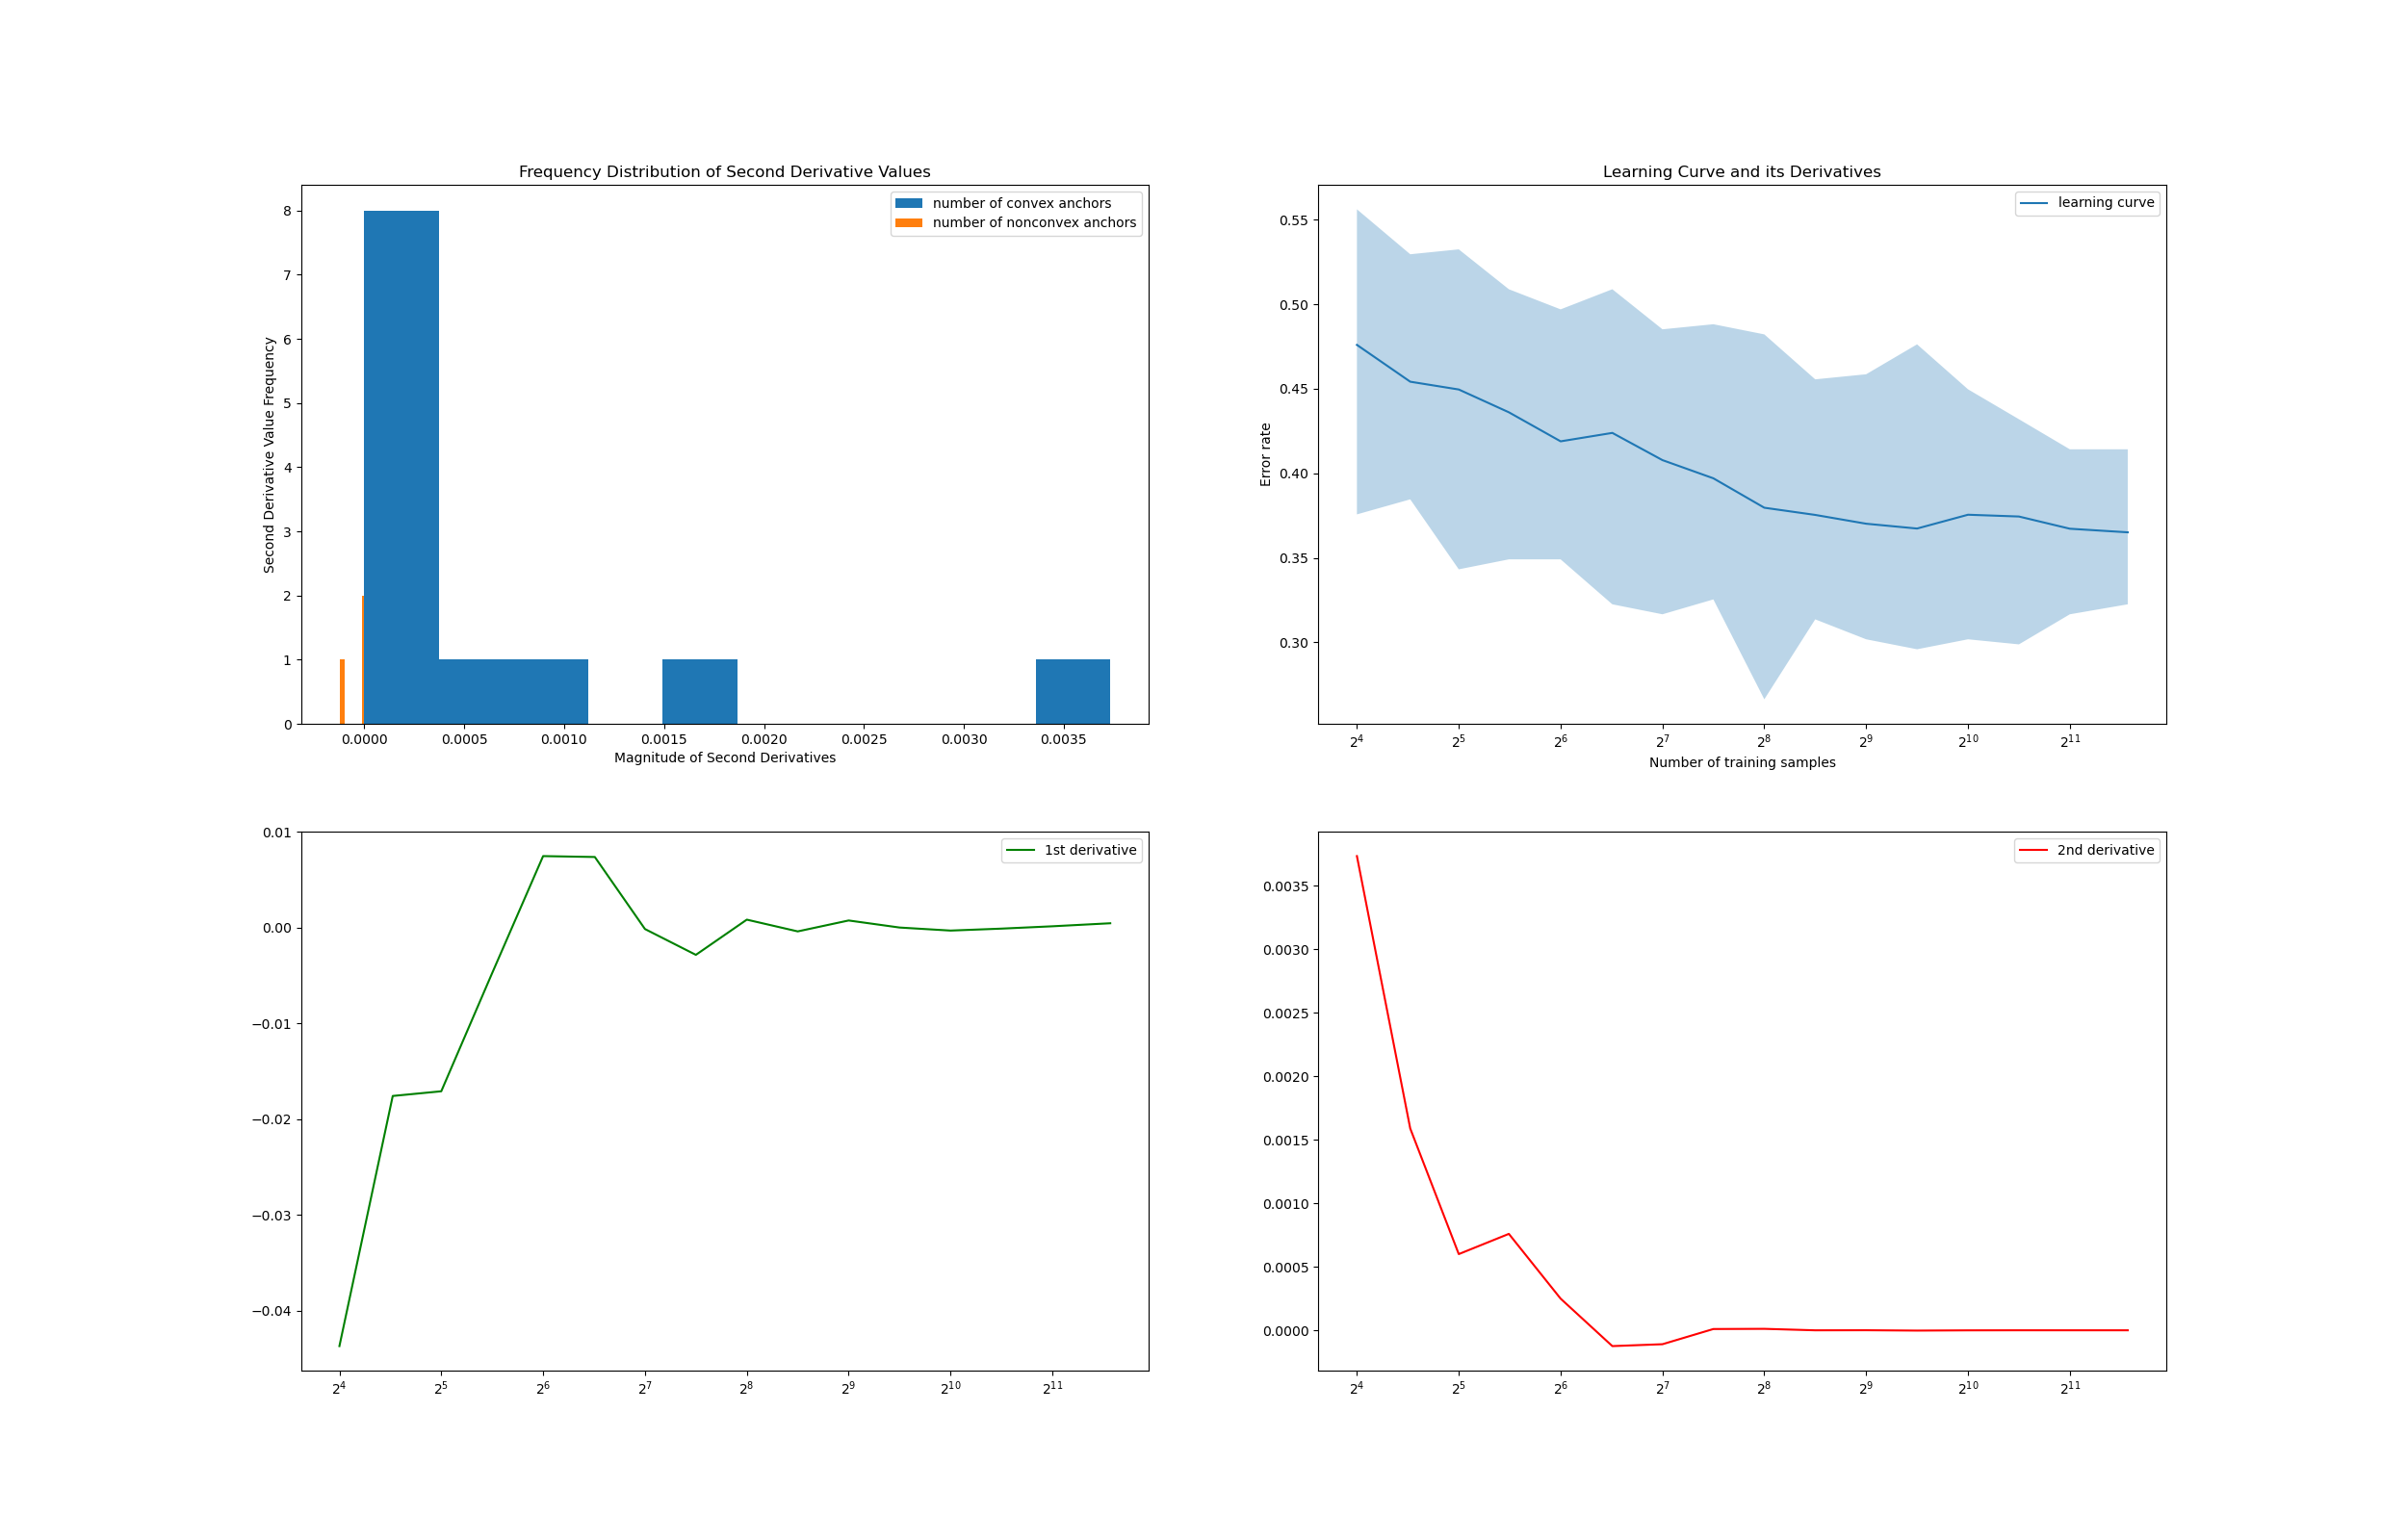 Frequency Distribution of Second Derivative Values
number of convex anchors
number of nonconvex anchors
8
7
6
5
4
3
2
1
0
Second Derivative Value Frequency
0.0000 0.0005 0.0010 0.0015 0.0020 0.0025 0.0030 0.0035
Magnitude of Second Derivatives
Learning Curve and its Derivatives
learning curve
0.55
0.50
0.45
0.40
0.35
0.30
Error rate
2⁴ 2⁵ 2⁶ 2⁷ 2⁸ 2⁹ 2¹⁰ 2¹¹
Number of training samples
1st derivative
0.01
0.00
−0.01
−0.02
−0.03
−0.04
2⁴ 2⁵ 2⁶ 2⁷ 2⁸ 2⁹ 2¹⁰ 2¹¹
2nd derivative
0.0035
0.0030
0.0025
0.0020
0.0015
0.0010
0.0005
0.0000
2⁴ 2⁵ 2⁶ 2⁷ 2⁸ 2⁹ 2¹⁰ 2¹¹